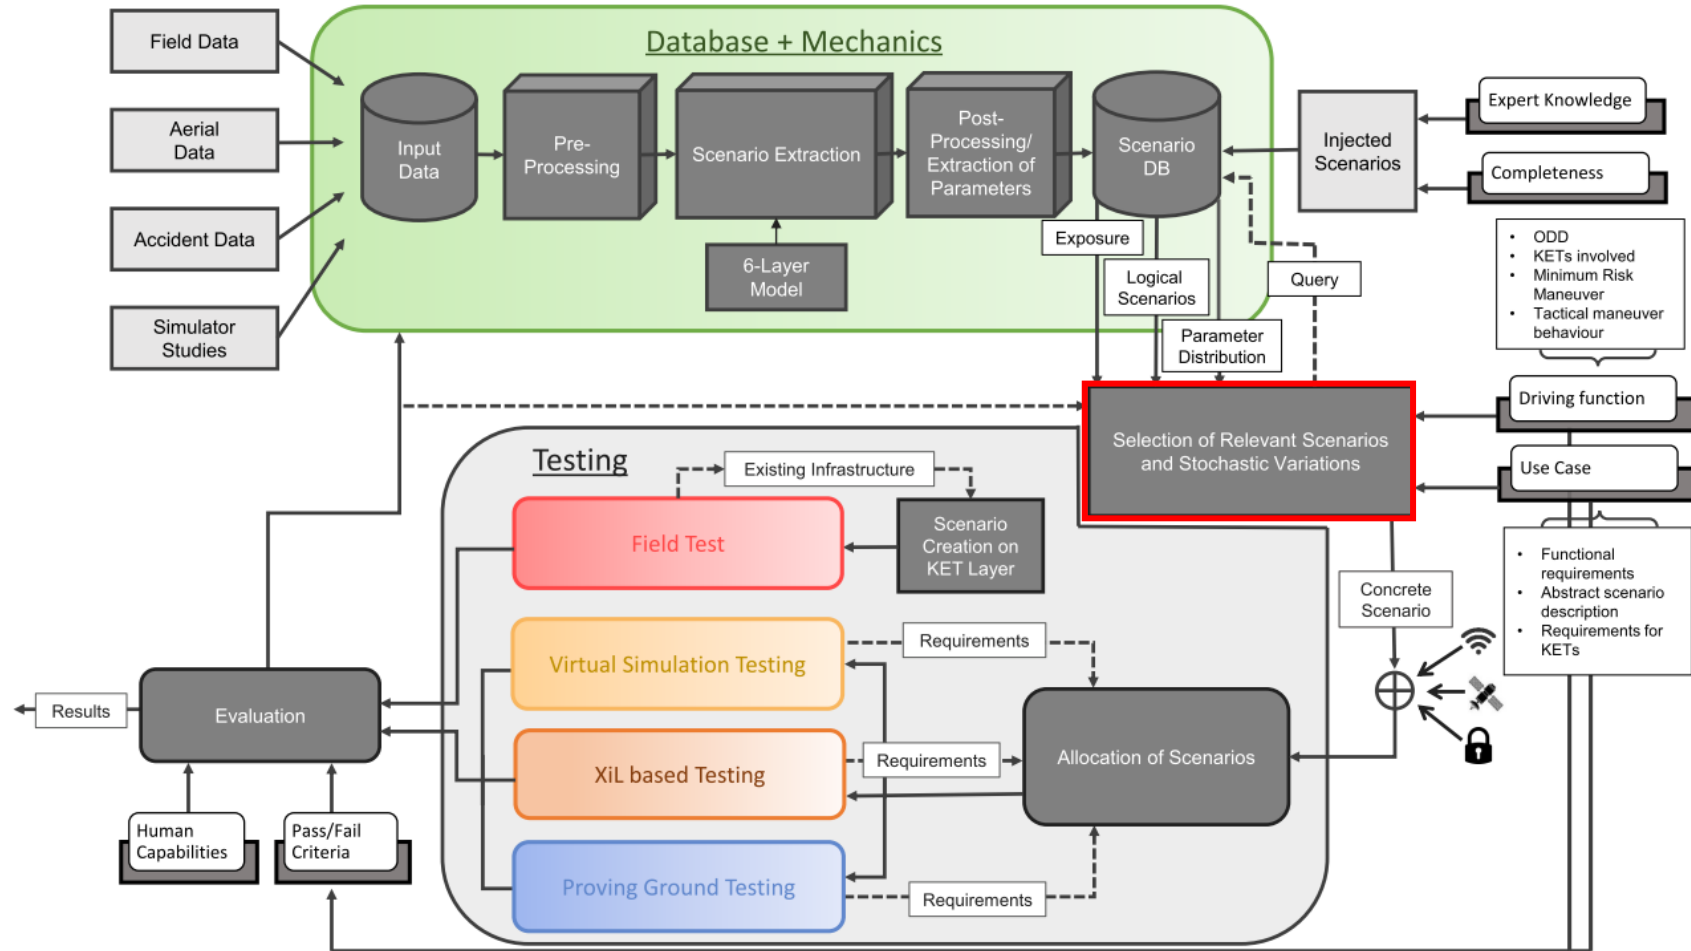 Database + Mechanics
Field Data
Aerial
Data
Accident Data
Simulator
Studies
Input
Data
Pre-
Processing
Scenario Extraction
6-Layer
Model
Post-
Processing/
Extraction of
Parameters
Scenario
DB
Injected
Scenarios
Expert Knowledge
Completeness
Exposure
Logical
Scenarios
Parameter
Distribution
Query
• ODD
• KETs involved
• Minimum Risk
Maneuver
• Tactical maneuver
behaviour
Driving function
Use Case
• Functional
requirements
• Abstract scenario
description
• Requirements for
KETs
Selection of Relevant Scenarios
and Stochastic Variations
Concrete
Scenario
Testing
Existing Infrastructure
Field Test
Scenario
Creation on
KET Layer
Virtual Simulation Testing
Requirements
XiL based Testing
Requirements
Allocation of Scenarios
Proving Ground Testing
Requirements
Results
Evaluation
Human
Capabilities
Pass/Fail
Criteria